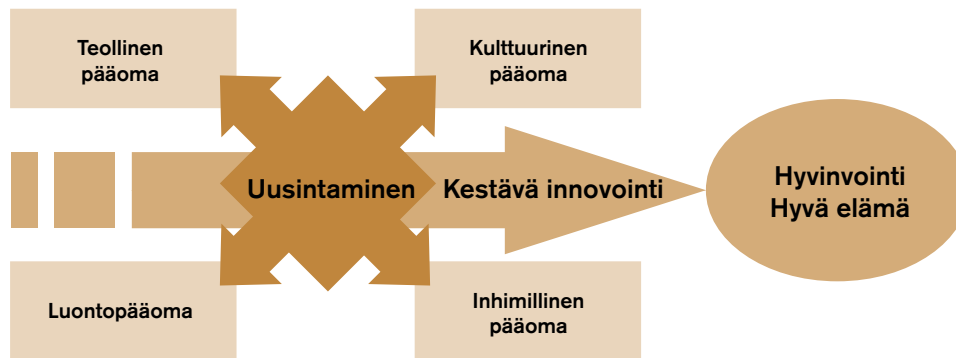 Teollinen
pääoma
Kulttuurinen
pääoma
Uusintaminen
Kestävä innovointi
Hyvinvointi
Hyvä elämä
Luontopääoma
Inhimillinen
pääoma